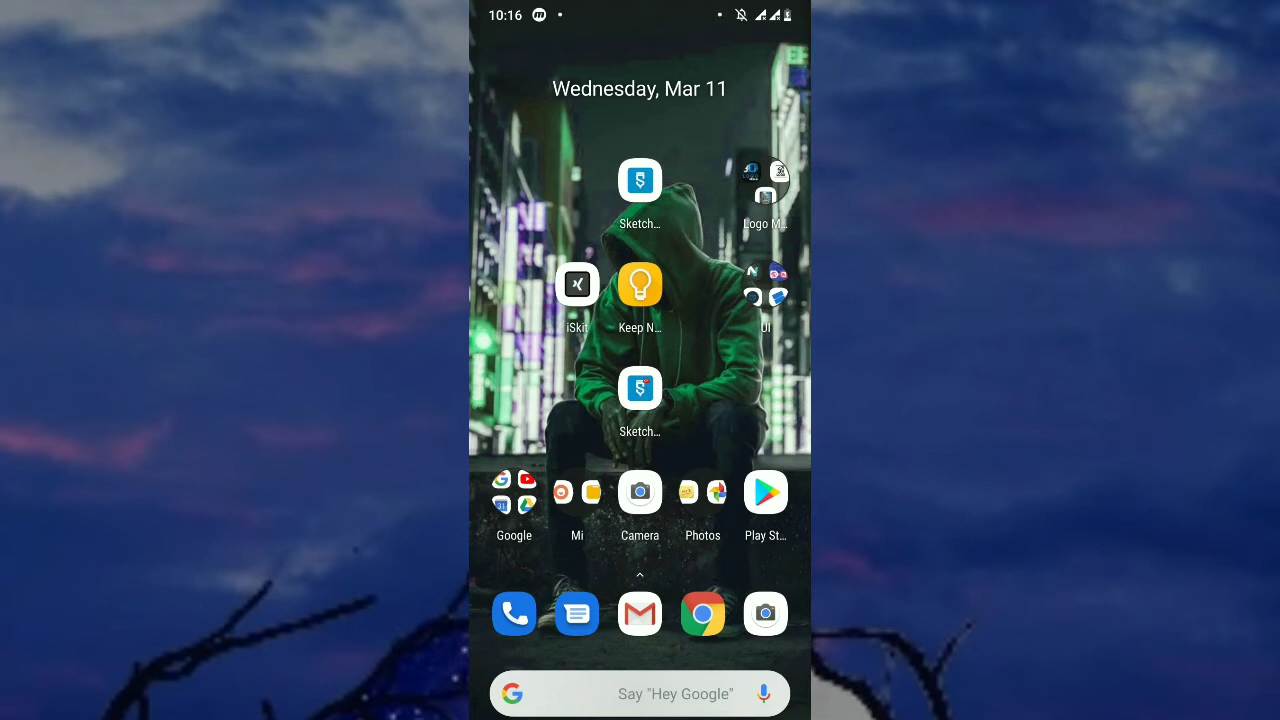 10:16
Wednesday, Mar 11
Sketch...
Logo M...
iSkit
Keep N...
UI
Sketch...
Google
Mi
Camera
Photos
Play St...
Say "Hey Google"